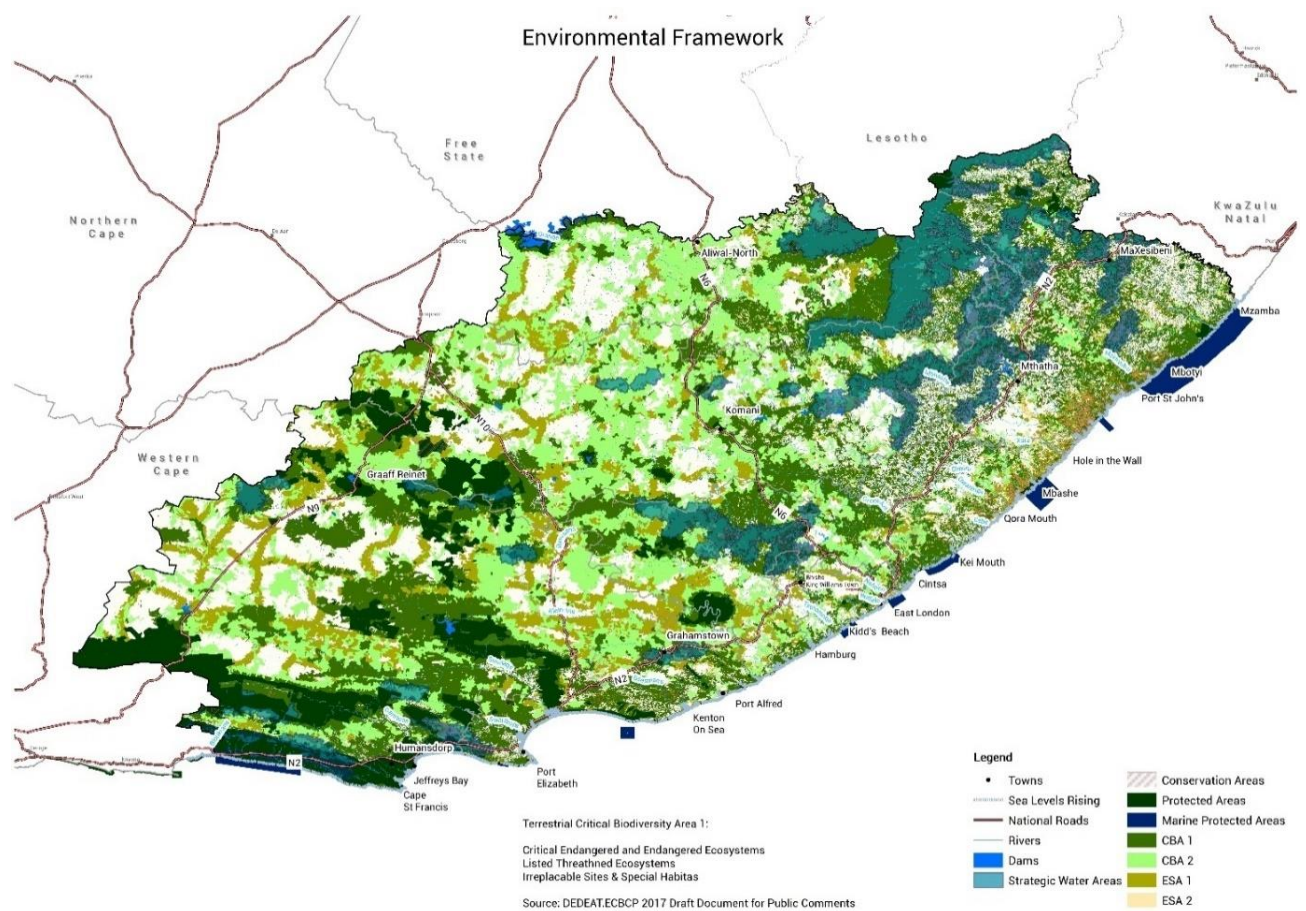 Environmental Framework
Lesotho
Free
State
KwaZulu
Natal
Northern
Cape
MaXesibeni
Aliwal-North
N6
N2
Mzamba
Mthatha
Mbotyi
Port St John's
Komani
N10
Western
Cape
Graaff Reinet
Hole in the Wall
N9
Mbashe
N6
Qora Mouth
Kei Mouth
Cintsa
East London
Grahamstown
Kidd's Beach
Hamburg
N2
Port Alfred
Kenton
On Sea
Humansdorp
N2
Jeffreys Bay
Port
Elizabeth
Cape
St Francis
Legend
Towns
Sea Levels Rising
National Roads
Rivers
Dams
Strategic Water Areas
Conservation Areas
Protected Areas
Marine Protected Areas
CBA 1
CBA 2
ESA 1
ESA 2
Terrestrial Critical Biodiversity Area 1:
Critical Endangered and Endangered Ecosystems
Listed Threathned Ecosystems
Irreplacable Sites & Special Habitas
Source: DEDEAT.ECBCP 2017 Draft Document for Public Comments